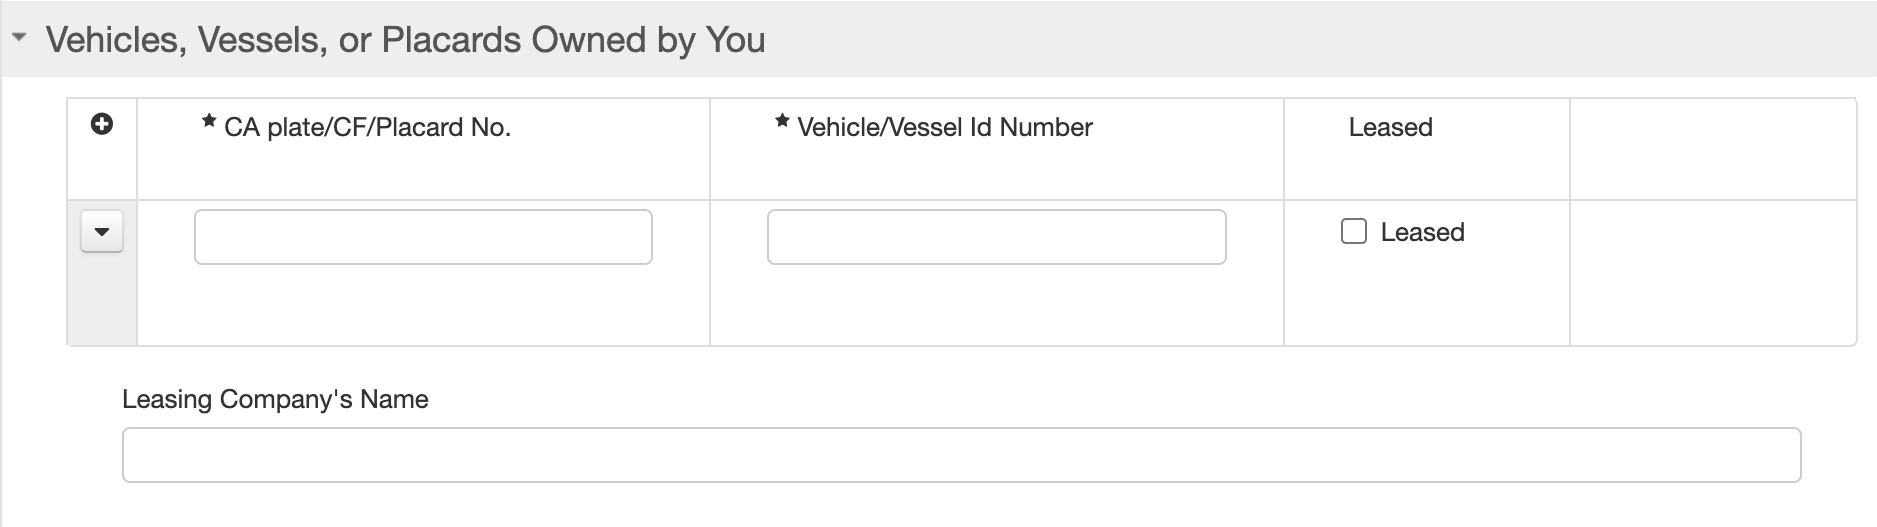 Vehicles, Vessels, or Placards Owned by You
★ CA plate/CF/Placard No.
★ Vehicle/Vessel Id Number
Leased
Leased
Leasing Company's Name